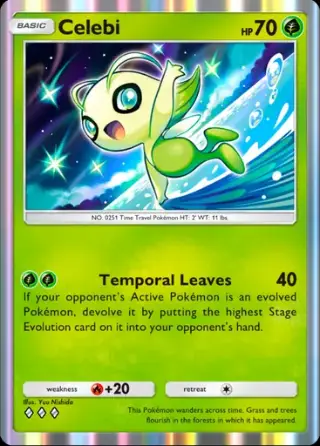 BASIC Celebi HP 70
NO. 0251 Time Travel Pokémon HT: 2' WT: 11 lbs
Temporal Leaves 40
If your opponent's Active Pokémon is an evolved
Pokémon, devolve it by putting the highest Stage
Evolution card on it into your opponent's hand.
weakness +20 retreat
Illus. You Nishida
This Pokémon wanders across time. Grass and trees
flourish in the forests in which it has appeared.